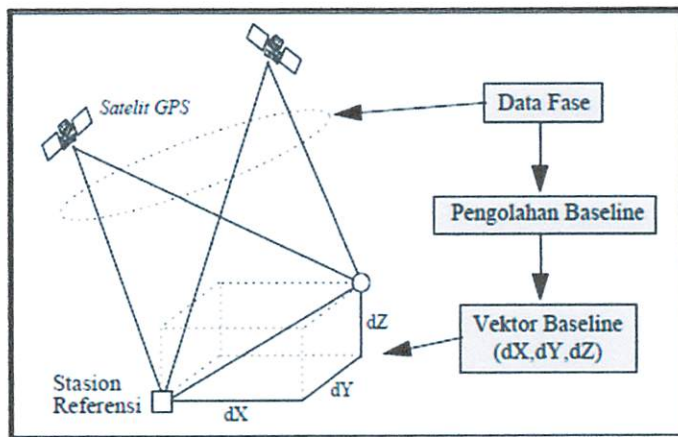 Satelit GPS
Data Fase
Pengolahan Baseline
Vektor Baseline
(dX,dY,dZ)
dZ
dY
dX
Stasion
Referensi